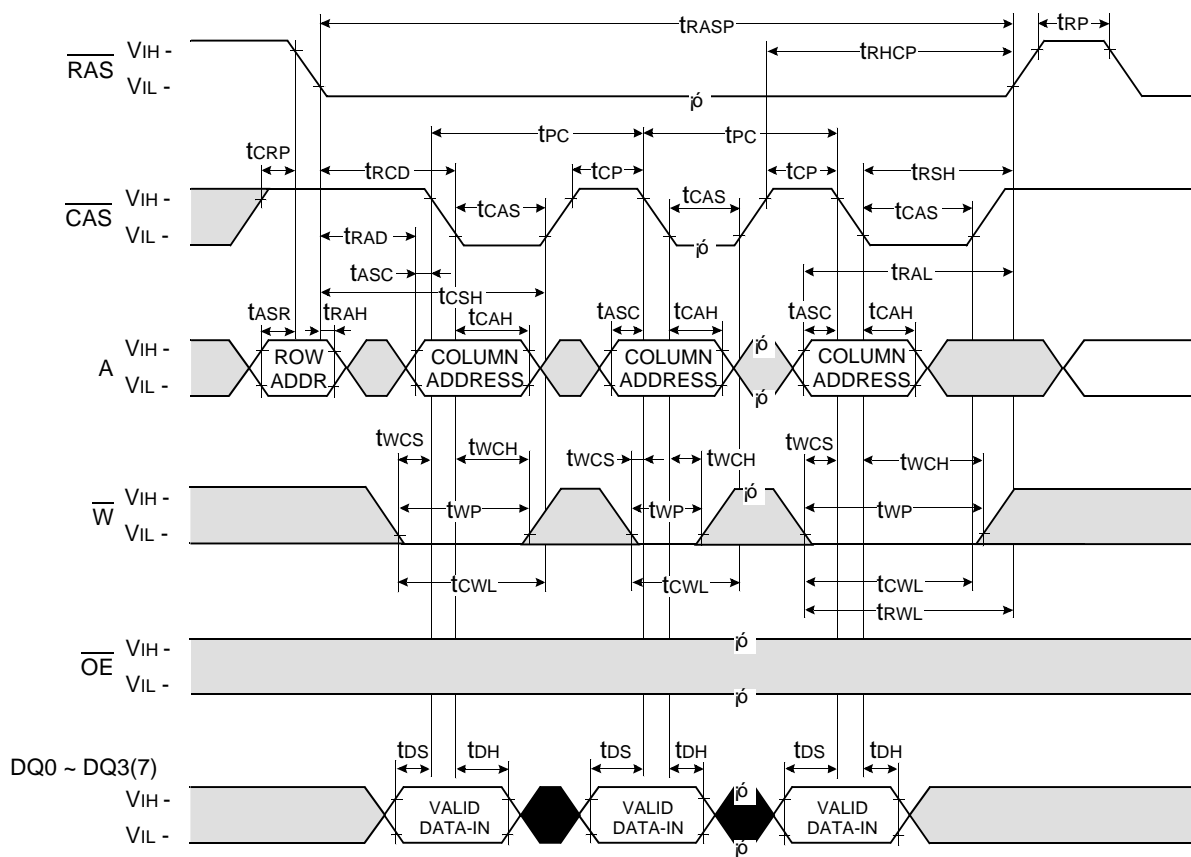 tRASP
tRP
tRHCP
RAS
VIH -
VIL -
¡ó
tPC
tPC
tCRP
tRCD
tCP
tCP
tRSH
CAS
VIH -
VIL -
tCAS
tCAS
tCAS
¡ó
tRAD
tASC
tCSH
tRAL
tASR
tRAH
tCAH
tASC
tCAH
tASC
tCAH
A
VIH -
VIL -
ROW
ADDR
COLUMN
ADDRESS
COLUMN
ADDRESS
¡ó
¡ó
COLUMN
ADDRESS
tWCS
tWCH
tWCS
tWCH
tWCS
tWCH
W
VIH -
VIL -
tWP
tWP
¡ó
tWP
tCWL
tCWL
tCWL
tRWL
OE
VIH -
VIL -
¡ó
¡ó
DQ0 ~ DQ3(7)
tDS
tDH
tDS
tDH
tDS
tDH
VIH -
VIL -
VALID
DATA-IN
VALID
DATA-IN
¡ó
¡ó
VALID
DATA-IN